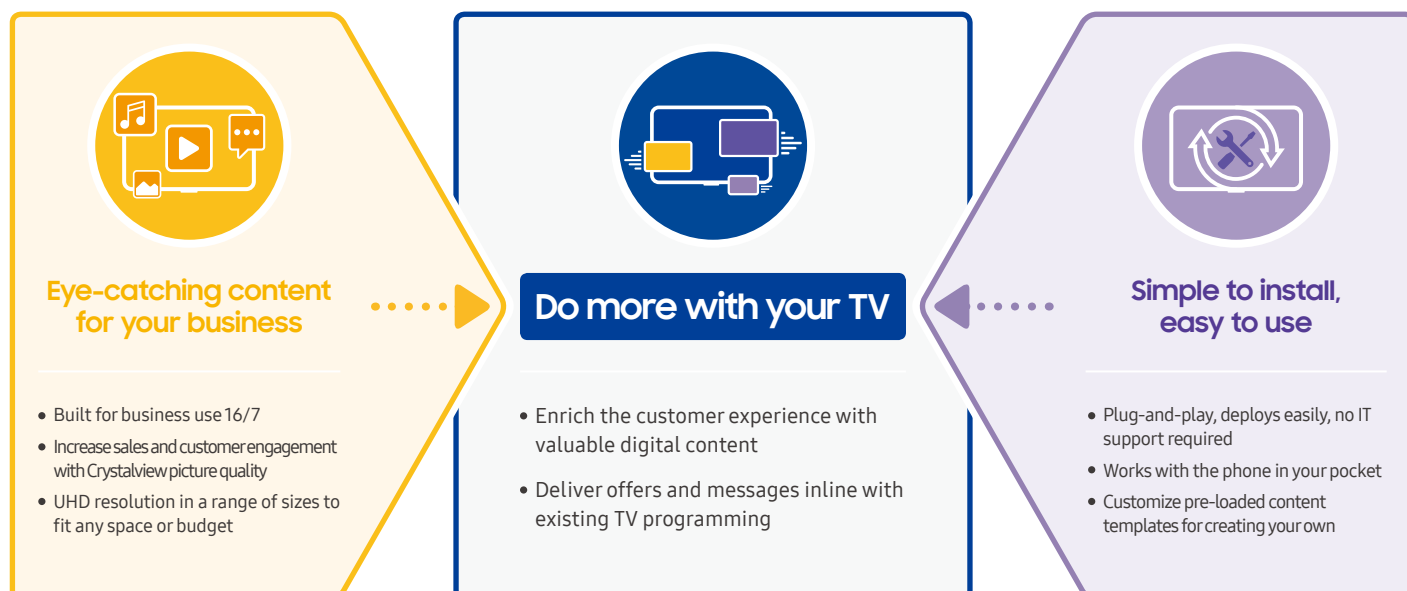 Eye-catching content
for your business
• Built for business use 16/7
• Increase sales and customer engagement
with Crystalview picture quality
• UHD resolution in a range of sizes to
fit any space or budget
Do more with your TV
• Enrich the customer experience with
valuable digital content
• Deliver offers and messages inline with
existing TV programming
Simple to install,
easy to use
• Plug-and-play, deploys easily, no IT
support required
• Works with the phone in your pocket
• Customize pre-loaded content
templates for creating your own